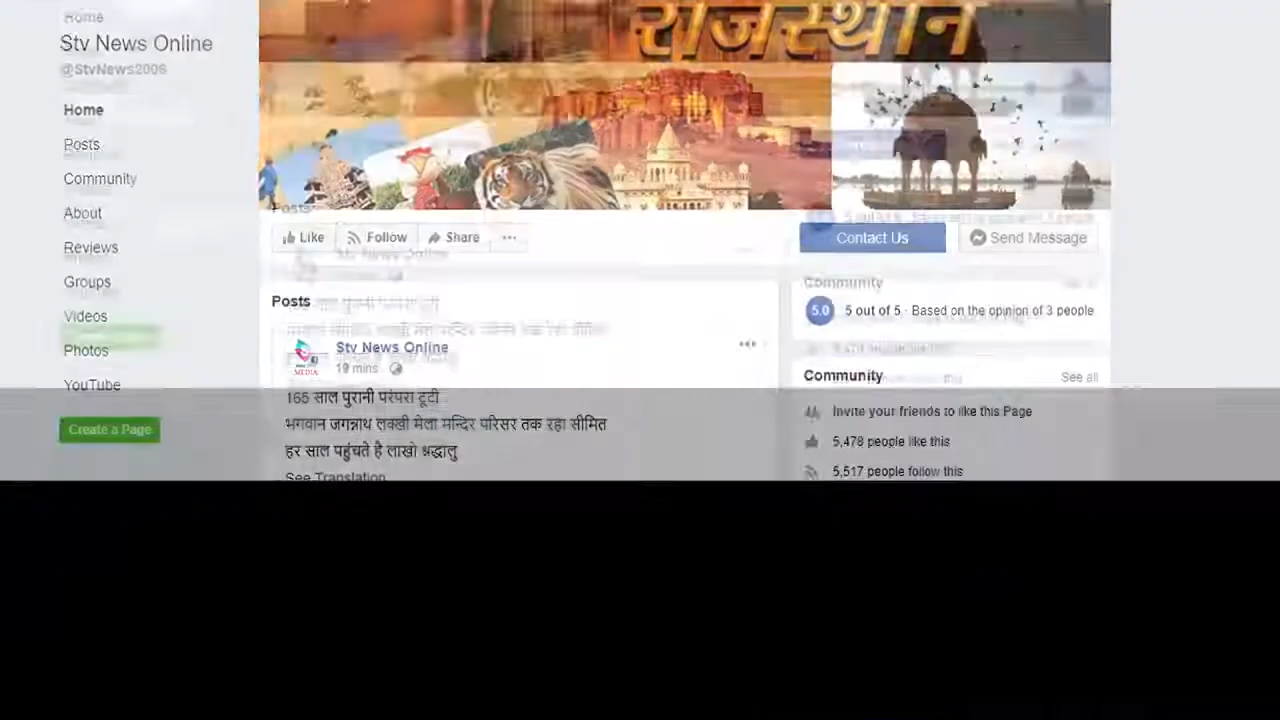 Home
Stv News Online
@StvNews2006
Home
Posts
Community
About
Reviews
Groups
Videos
Photos
YouTube
Create a Page
राजस्थान
Like
Follow
Share
Contact Us
Send Message
Posts
Stv News Online
19 mins
MEDIA
165 साल पुरानी परंपरा टूटी
भगवान जगन्नाथ लक्खी मेला मन्दिर परिसर तक रहा सीमित
हर साल पहुंचते है लाखो श्रद्धालु
See Translation
Community
5.0 5 out of 5 · Based on the opinion of 3 people
Community See all
Invite your friends to like this Page
5,478 people like this
5,517 people follow this